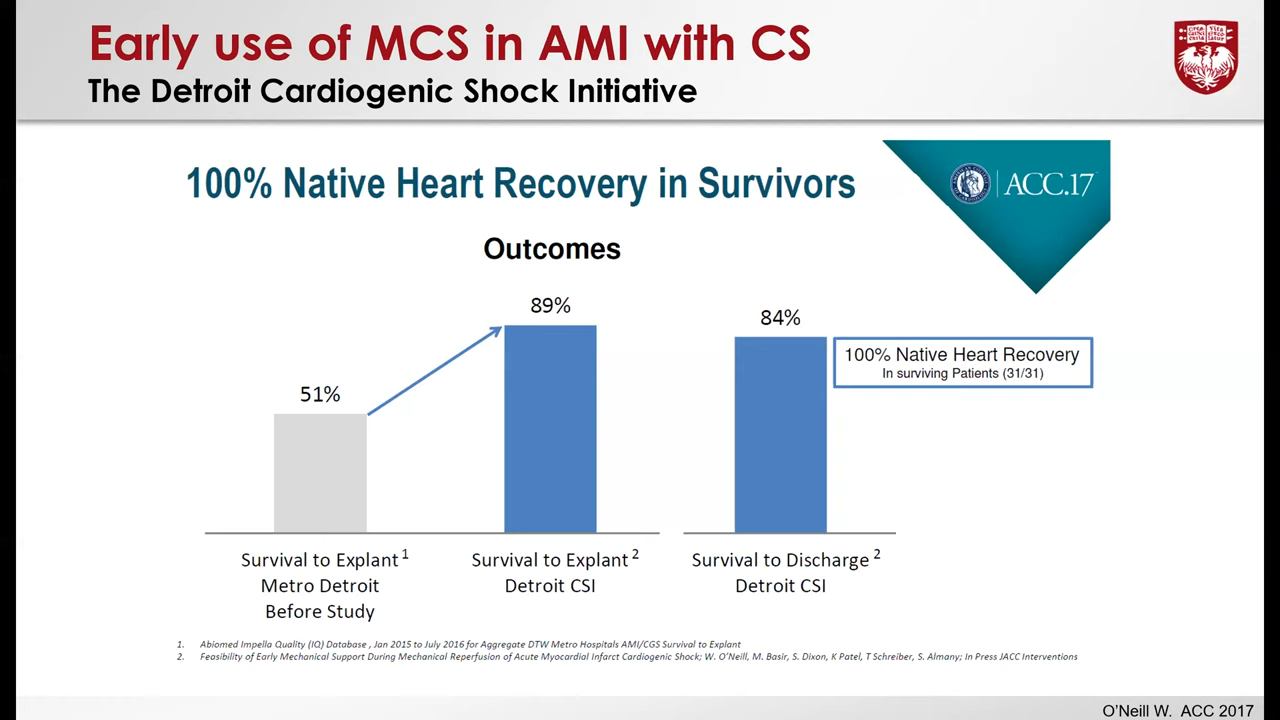 Early use of MCS in AMI with CS
The Detroit Cardiogenic Shock Initiative
100% Native Heart Recovery in Survivors
ACC.17
Outcomes
89%
84%
51%
100% Native Heart Recovery
In surviving Patients (31/31)
Survival to Explant 1
Metro Detroit
Before Study
Survival to Explant 2
Detroit CSI
Survival to Discharge 2
Detroit CSI
1. Abiomed Impella Quality (IQ) Database , Jan 2015 to July 2016 for Aggregate DTW Metro Hospitals AMI/CGS Survival to Explant
2. Feasibility of Early Mechanical Support During Mechanical Reperfusion of Acute Myocardial Infarct Cardiogenic Shock; W. O’Neill, M. Basir, S. Dixon, K Patel, T Schreiber, S. Almany; In Press JACC Interventions
O’Neill W. ACC 2017